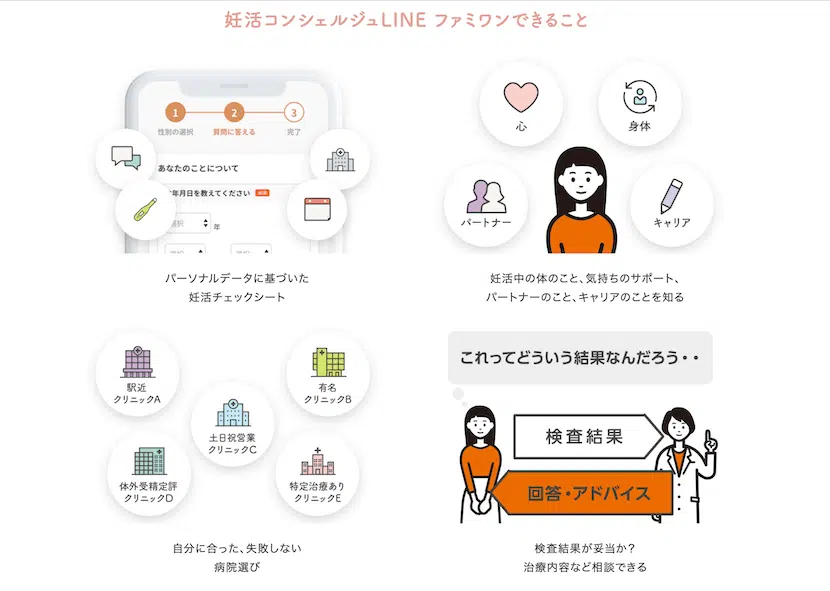 妊活コンシェルジュLINE ファミワンできること
1
2
3
性別の選択
質問に答える
完了
あなたのことについて
年月日を教えてください
必須
選択
年
パーソナルデータに基づいた
妊活チェックシート
心
身体
パートナー
キャリア
妊活中の体のこと、気持ちのサポート、
パートナーのこと、キャリアのことを知る
駅近
クリニックA
有名
クリニックB
土日祝営業
クリニックC
体外受精定評
クリニックD
特定治療あり
クリニックE
自分に合った、失敗しない
病院選び
これってどういう結果なんだろう・・
検査結果
回答・アドバイス
検査結果が妥当か？
治療内容など相談できる